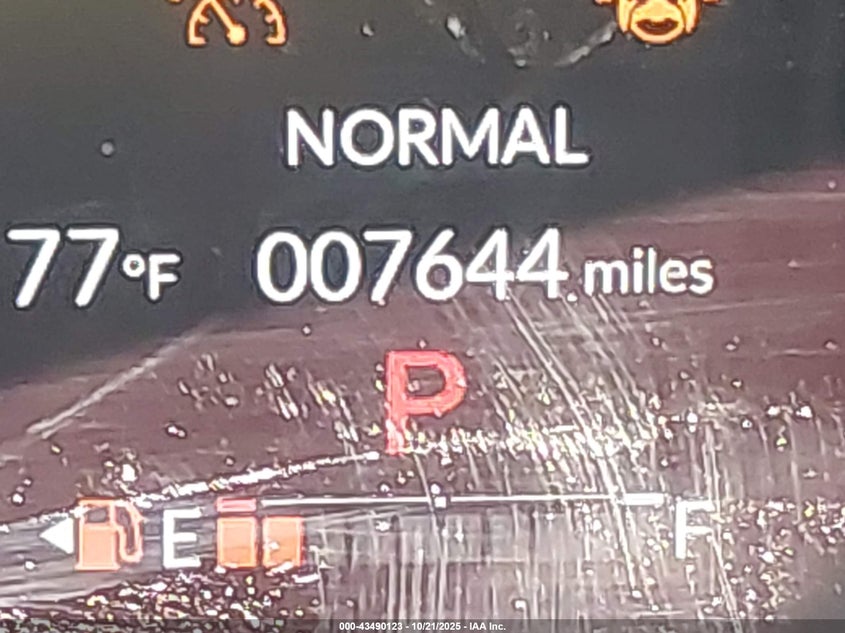 NORMAL
77°F 007644 miles
P
E F
000-43490123 - 10/21/2025 - IAA Inc.